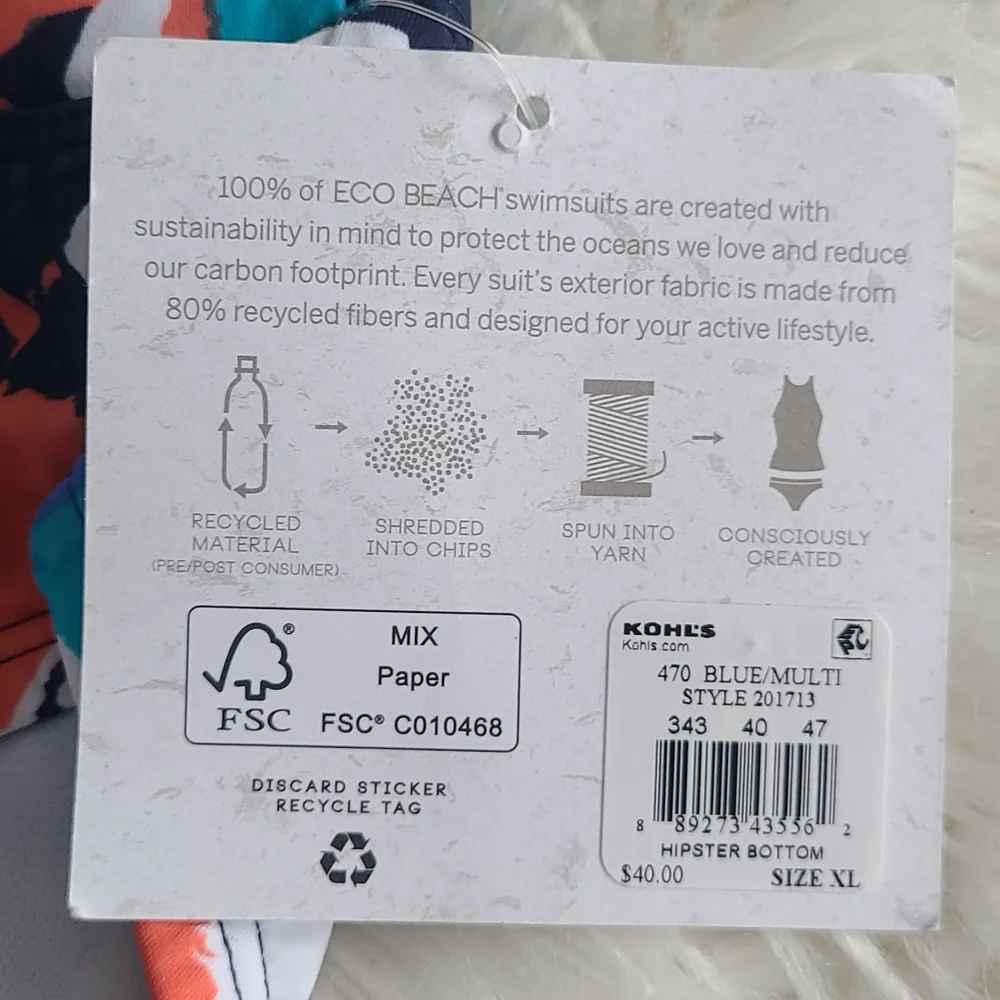 100% of ECO BEACH® swimsuits are created with
sustainability in mind to protect the oceans we love and reduce
our carbon footprint. Every suit's exterior fabric is made from
80% recycled fibers and designed for your active lifestyle.
RECYCLED
MATERIAL
(PRE/POST CONSUMER)
SHREDDED
INTO CHIPS
SPUN INTO
YARN
CONSCIOUSLY
CREATED
®
FSC
MIX
Paper
FSC® C010468
DISCARD STICKER
RECYCLE TAG
KOHL'S
Kohls.com
470 BLUE/MULTI
STYLE 201713
343 40 47
8 89273 43556 2
HIPSTER BOTTOM
$40.00 SIZE XL